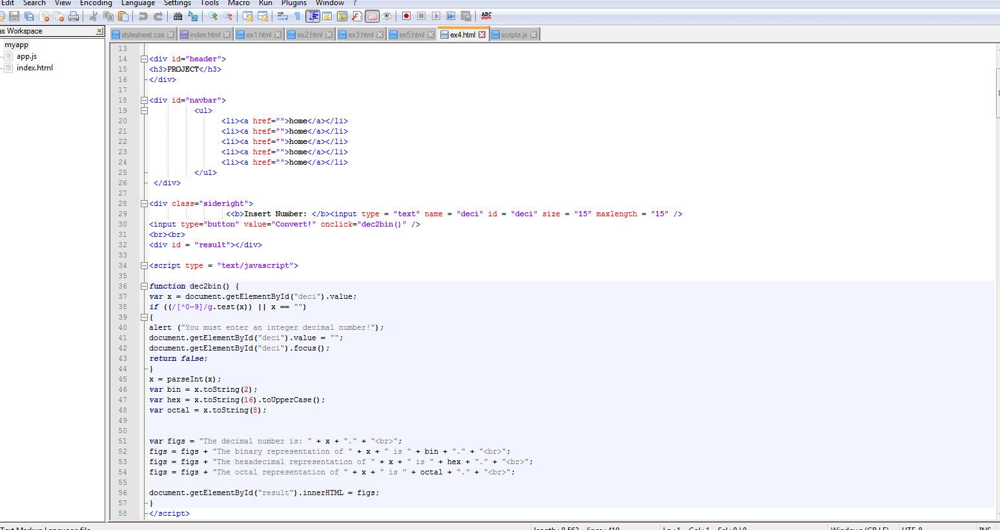 Edit Search View Encoding Language Settings Tools Macro Run Plugins Window ?
ABC
as Workspace
stylesheet.css index.html ex1.html ex2.html ex3.html ex5.html ex4.html scripts.js
myapp
app.js
index.html
13
14 <div id="header">
15 <h3>PROJECT</h3>
16 </div>
17
18 <div id="navbar">
19 <ul>
20 <li><a href="">home</a></li>
21 <li><a href="">home</a></li>
22 <li><a href="">home</a></li>
23 <li><a href="">home</a></li>
24 <li><a href="">home</a></li>
25 </ul>
26 </div>
27
28 <div class="sideright">
29 <<b>Insert Number: </b><input type = "text" name = "deci" id = "deci" size = "15" maxlength = "15" />
30 <input type="button" value="Convert!" onclick="dec2bin()" />
31 <br><br>
32 <div id = "result"></div>
33
34 <script type = "text/javascript">
35
36 function dec2bin() {
37 var x = document.getElementById("deci").value;
38 if ((/[^0-9]/g.test(x)) || x == "")
39 {
40 alert ("You must enter an integer decimal number!");
41 document.getElementById("deci").value = "";
42 document.getElementById("deci").focus();
43 return false;
44 }
45 x = parseInt(x);
46 var bin = x.toString(2);
47 var hex = x.toString(16).toUpperCase();
48 var octal = x.toString(8);
49
50
51 var figs = "The decimal number is: " + x + "." + "<br>";
52 figs = figs + "The binary representation of " + x + " is " + bin + "." + "<br>";
53 figs = figs + "The hexadecimal representation of " + x + " is " + hex + "." + "<br>";
54 figs = figs + "The octal representation of " + x + " is " + octal + "." + "<br>";
55
56 document.getElementById("result").innerHTML = figs;
57 }
58 </script>
Text Markup Language file length : 8,563 lines : 410 Ln : 1 Col : 1 Sel : 0 | 0 Windows (CR LF) UTF-8 INS